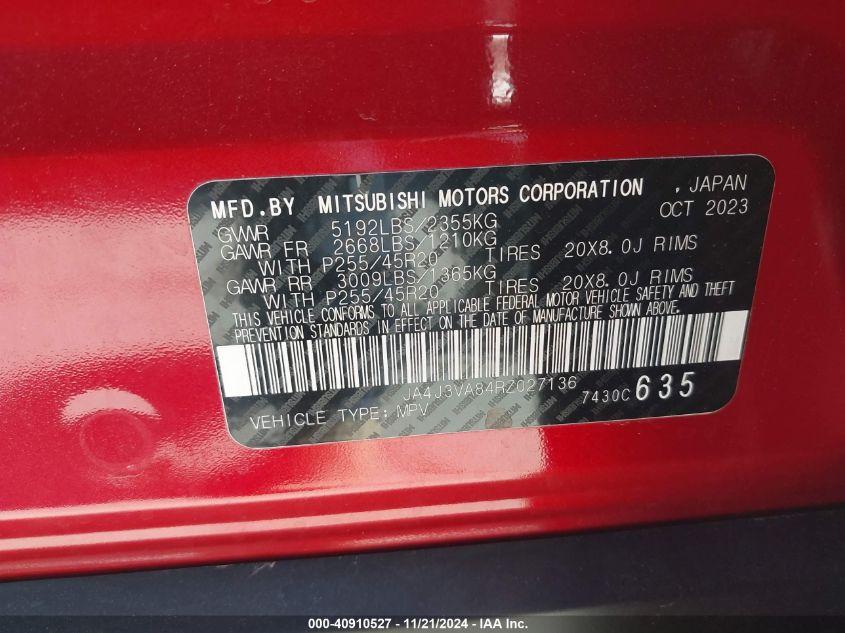 MFD.BY MITSUBISHI MOTORS CORPORATION , JAPAN
GVWR 5192LBS/2355KG OCT 2023
GAWR FR 2668LBS/1210KG
WITH P255/45R20 TIRES 20X8.0J RIMS
GAWR RR 3009LBS/1365KG
WITH P255/45R20 TIRES 20X8.0J RIMS
THIS VEHICLE CONFORMS TO ALL APPLICABLE FEDERAL MOTOR VEHICLE SAFETY AND THEFT
PREVENTION STANDARDS IN EFFECT ON THE DATE OF MANUFACTURE SHOWN ABOVE.
JA4J3VA84RZ027136
VEHICLE TYPE: MPV 7430C 635
000-40910527 - 11/21/2024 - IAA Inc.